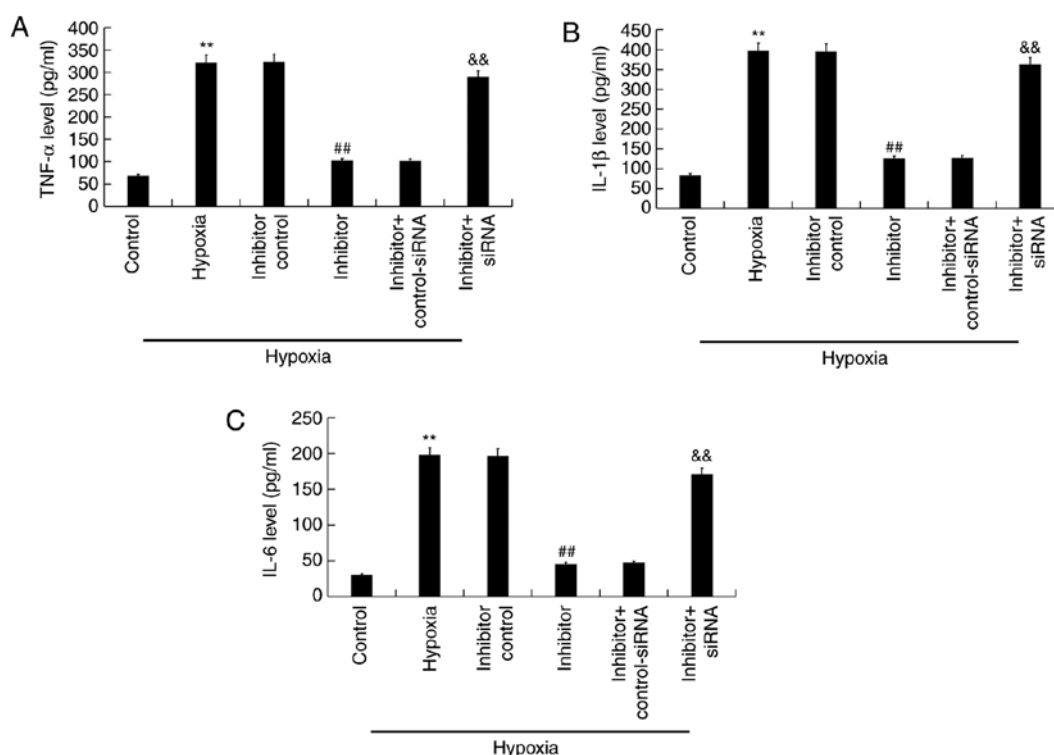 A
TNF-α level (pg/ml)
400
350
300
250
200
150
100
50
0
**
##
&&
Control
Hypoxia
Inhibitor
control
Inhibitor
Inhibitor+
control-siRNA
Inhibitor+
siRNA
Hypoxia
B
IL-1β level (pg/ml)
450
400
350
300
250
200
150
100
50
0
**
##
&&
Control
Hypoxia
Inhibitor
control
Inhibitor
Inhibitor+
control-siRNA
Inhibitor+
siRNA
Hypoxia
C
IL-6 level (pg/ml)
250
200
150
100
50
0
**
##
&&
Control
Hypoxia
Inhibitor
control
Inhibitor
Inhibitor+
control-siRNA
Inhibitor+
siRNA
Hypoxia